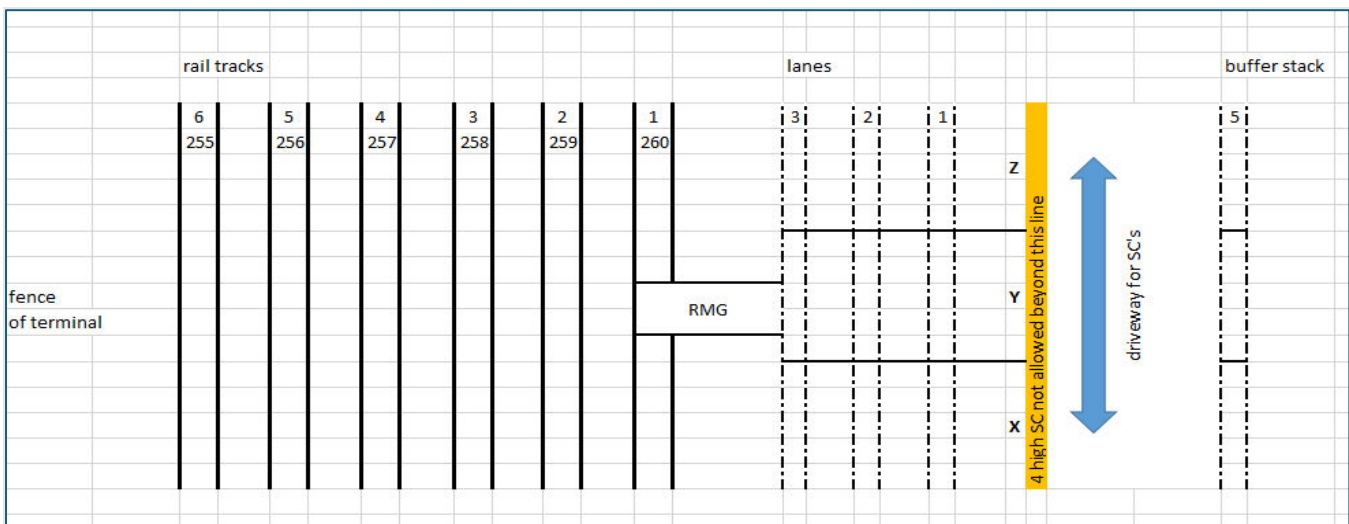 rail tracks
lanes
buffer stack
6 5 4 3 2 1 3 2 1 5
255 256 257 258 259 260
Z
fence
of terminal
RMG
Y
X
4 high SC not allowed beyond this line
driveway for SC's